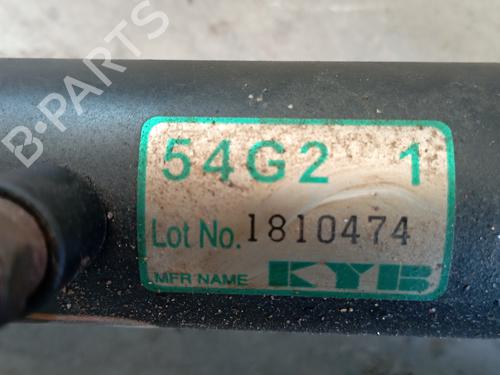 B-PARTS
54G2 1
Lot No. 1810474
MFR NAME KYB